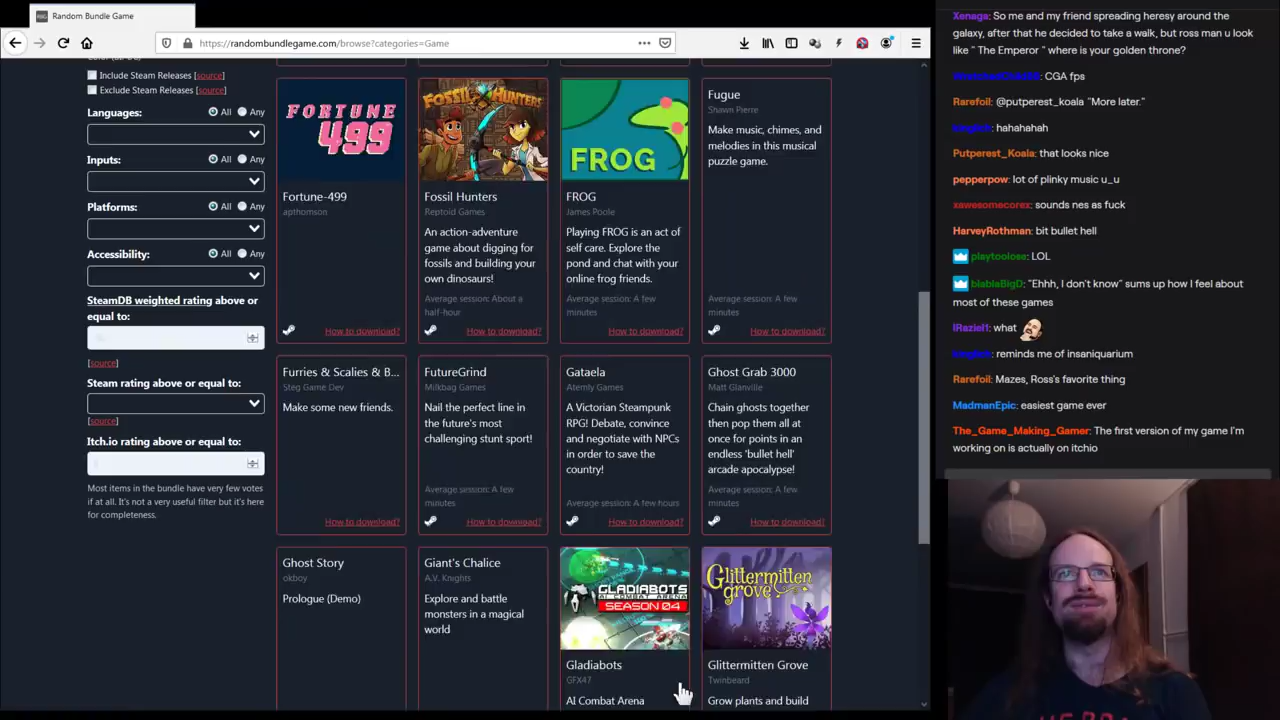 Random Bundle Game
https://randombundlegame.com/browse?categories=Game
Include Steam Releases [source]
Exclude Steam Releases [source]
Languages: All Any
Inputs: All Any
Platforms: All Any
Accessibility: All Any
SteamDB weighted rating above or
equal to:
[source]
Steam rating above or equal to:
[source]
Itch.io rating above or equal to:
Most items in the bundle have very few votes
if at all. It's not a very useful filter but it's here
for completeness.
FORTUNE
499
Fortune-499
apthomson
How to download?
FOSSIL HUNTERS
Fossil Hunters
Reptoid Games
An action-adventure
game about digging for
fossils and building your
own dinosaurs!
Average session: About a
half-hour
How to download?
FROG
FROG
James Poole
Playing FROG is an act of
self care. Explore the
pond and chat with your
online frog friends.
Average session: A few
minutes
How to download?
Fugue
Shawn Pierre
Make music, chimes, and
melodies in this musical
puzzle game.
Average session: A few
minutes
How to download?
Furries & Scalies & B...
Steg Game Dev
Make some new friends.
How to download?
FutureGrind
Milkbag Games
Nail the perfect line in
the future's most
challenging stunt sport!
Average session: A few
minutes
How to download?
Gataela
Atemly Games
A Victorian Steampunk
RPG! Debate, convince
and negotiate with NPCs
in order to save the
country!
Average session: A few hours
How to download?
Ghost Grab 3000
Matt Glanville
Chain ghosts together
then pop them all at
once for points in an
endless 'bullet hell'
arcade apocalypse!
Average session: A few
minutes
How to download?
Ghost Story
okboy
Prologue (Demo)
Giant's Chalice
A.V. Knights
Explore and battle
monsters in a magical
world
GLADIABOTS
AI COMBAT ARENA
SEASON 04
Gladiabots
GFX47
AI Combat Arena
Glittermitten
grove
Glittermitten Grove
Twinbeard
Grow plants and build
Xenaga: So me and my friend spreading heresy around the
galaxy, after that he decided to take a walk, but ross man u look
like " The Emperor " where is your golden throne?
CGA fps
Rarefoil: @putperest_koala "More later."
hahahahah
Putperest_Koala: that looks nice
pepperpow: lot of plinky music u_u
xawesomecorex: sounds nes as fuck
HarveyRothman: bit bullet hell
playtooloes: LOL
blablaBigD: "Ehhh, I don't know" sums up how I feel about
most of these games
IRaziel1: what
reminds me of insaniquarium
Rarefoil: Mazes, Ross's favorite thing
MadmanEpic: easiest game ever
The_Game_Making_Gamer: The first version of my game I'm
working on is actually on itchio